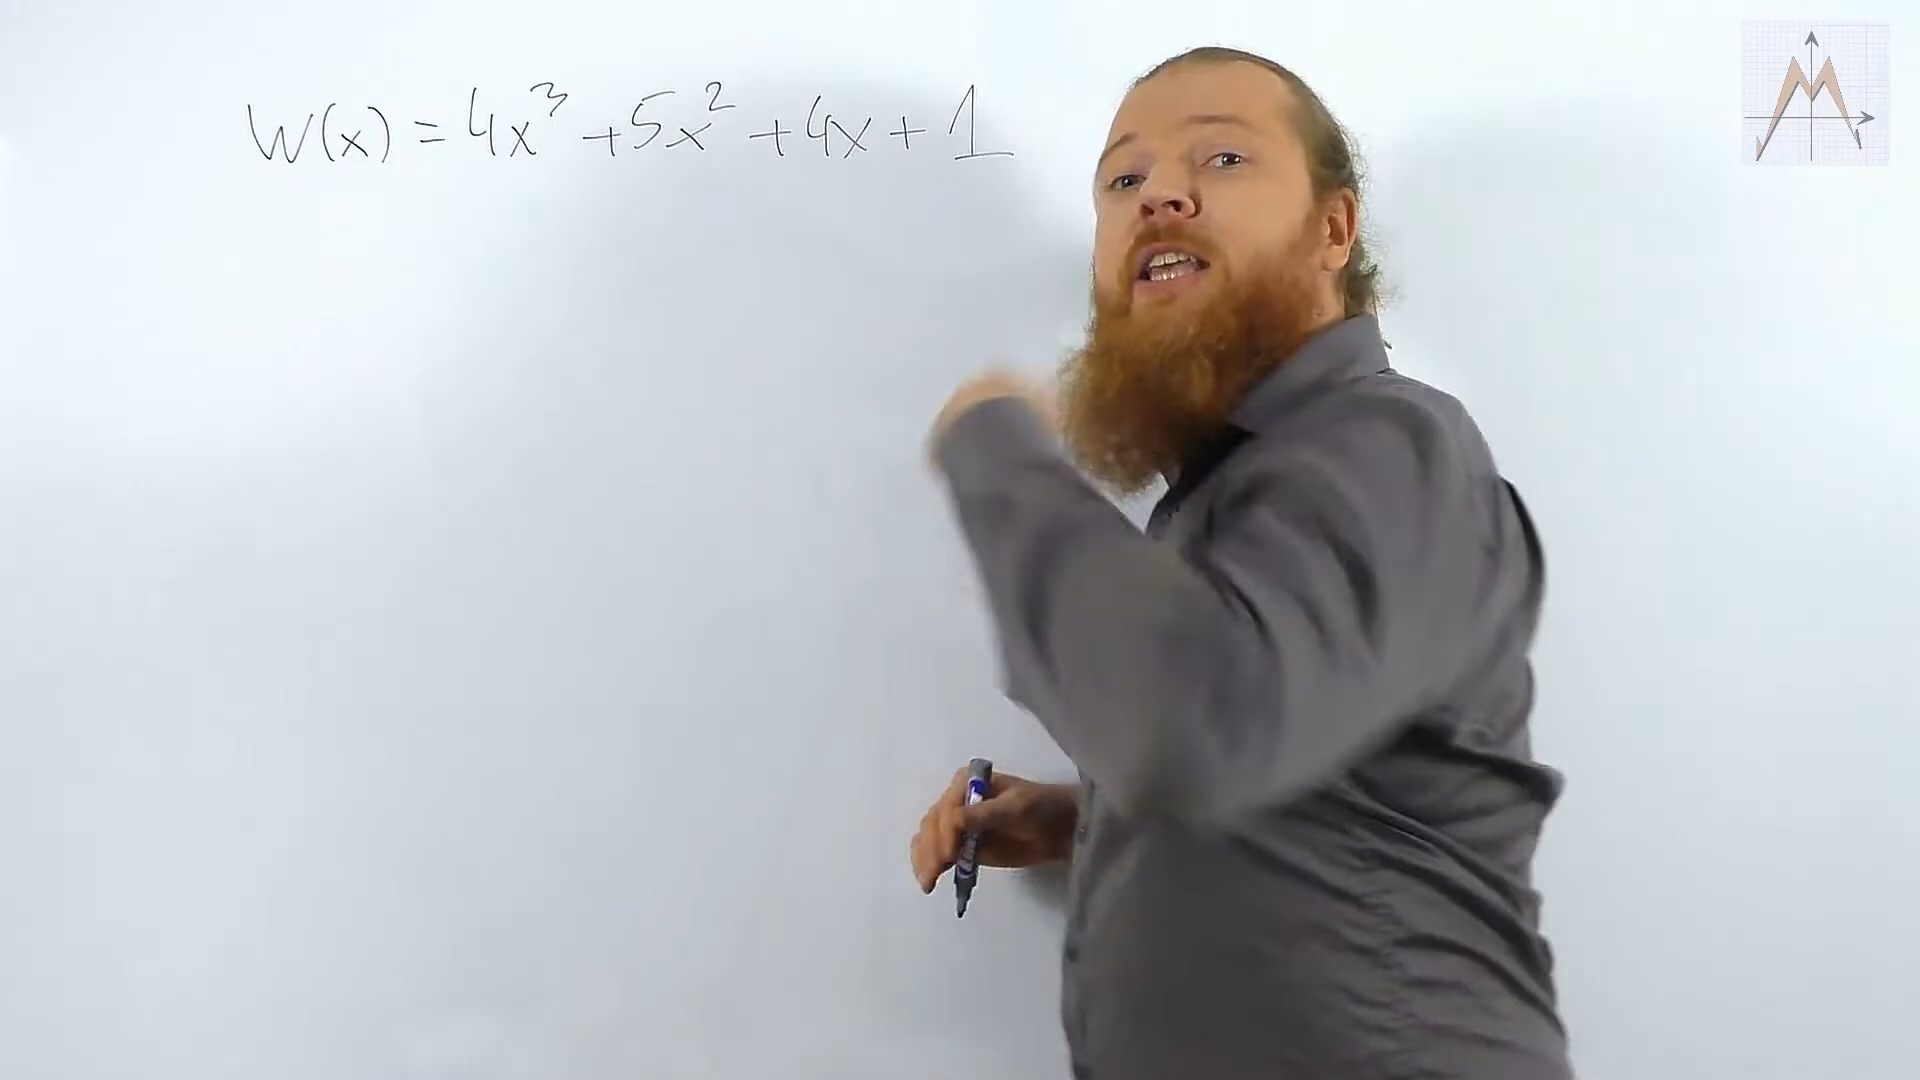 W(x) = 4x³ + 5x² + 4x + 1